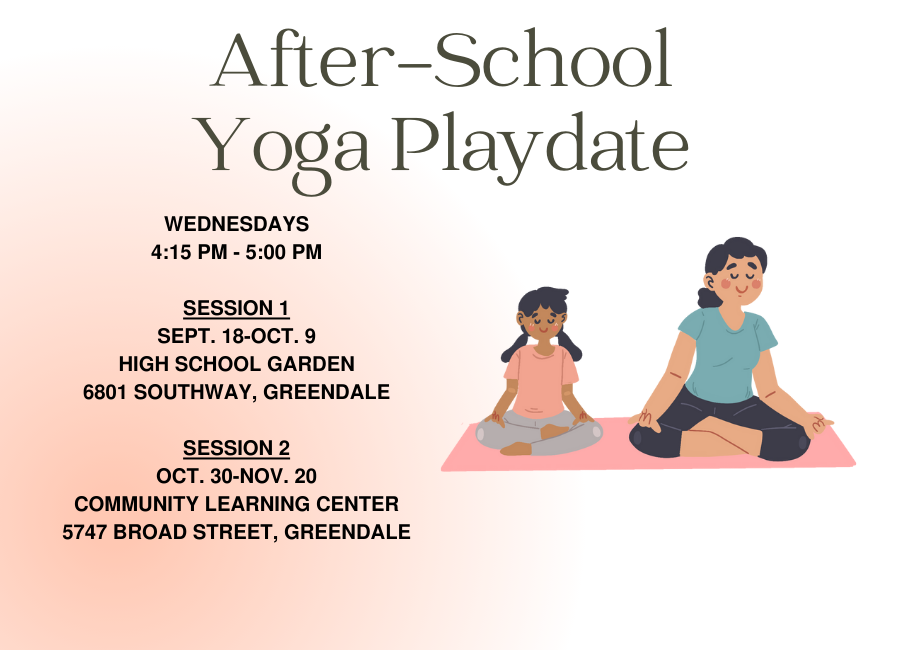 After-School
Yoga Playdate
WEDNESDAYS
4:15 PM - 5:00 PM
SESSION 1
SEPT. 18-OCT. 9
HIGH SCHOOL GARDEN
6801 SOUTHWAY, GREENDALE
SESSION 2
OCT. 30-NOV. 20
COMMUNITY LEARNING CENTER
5747 BROAD STREET, GREENDALE